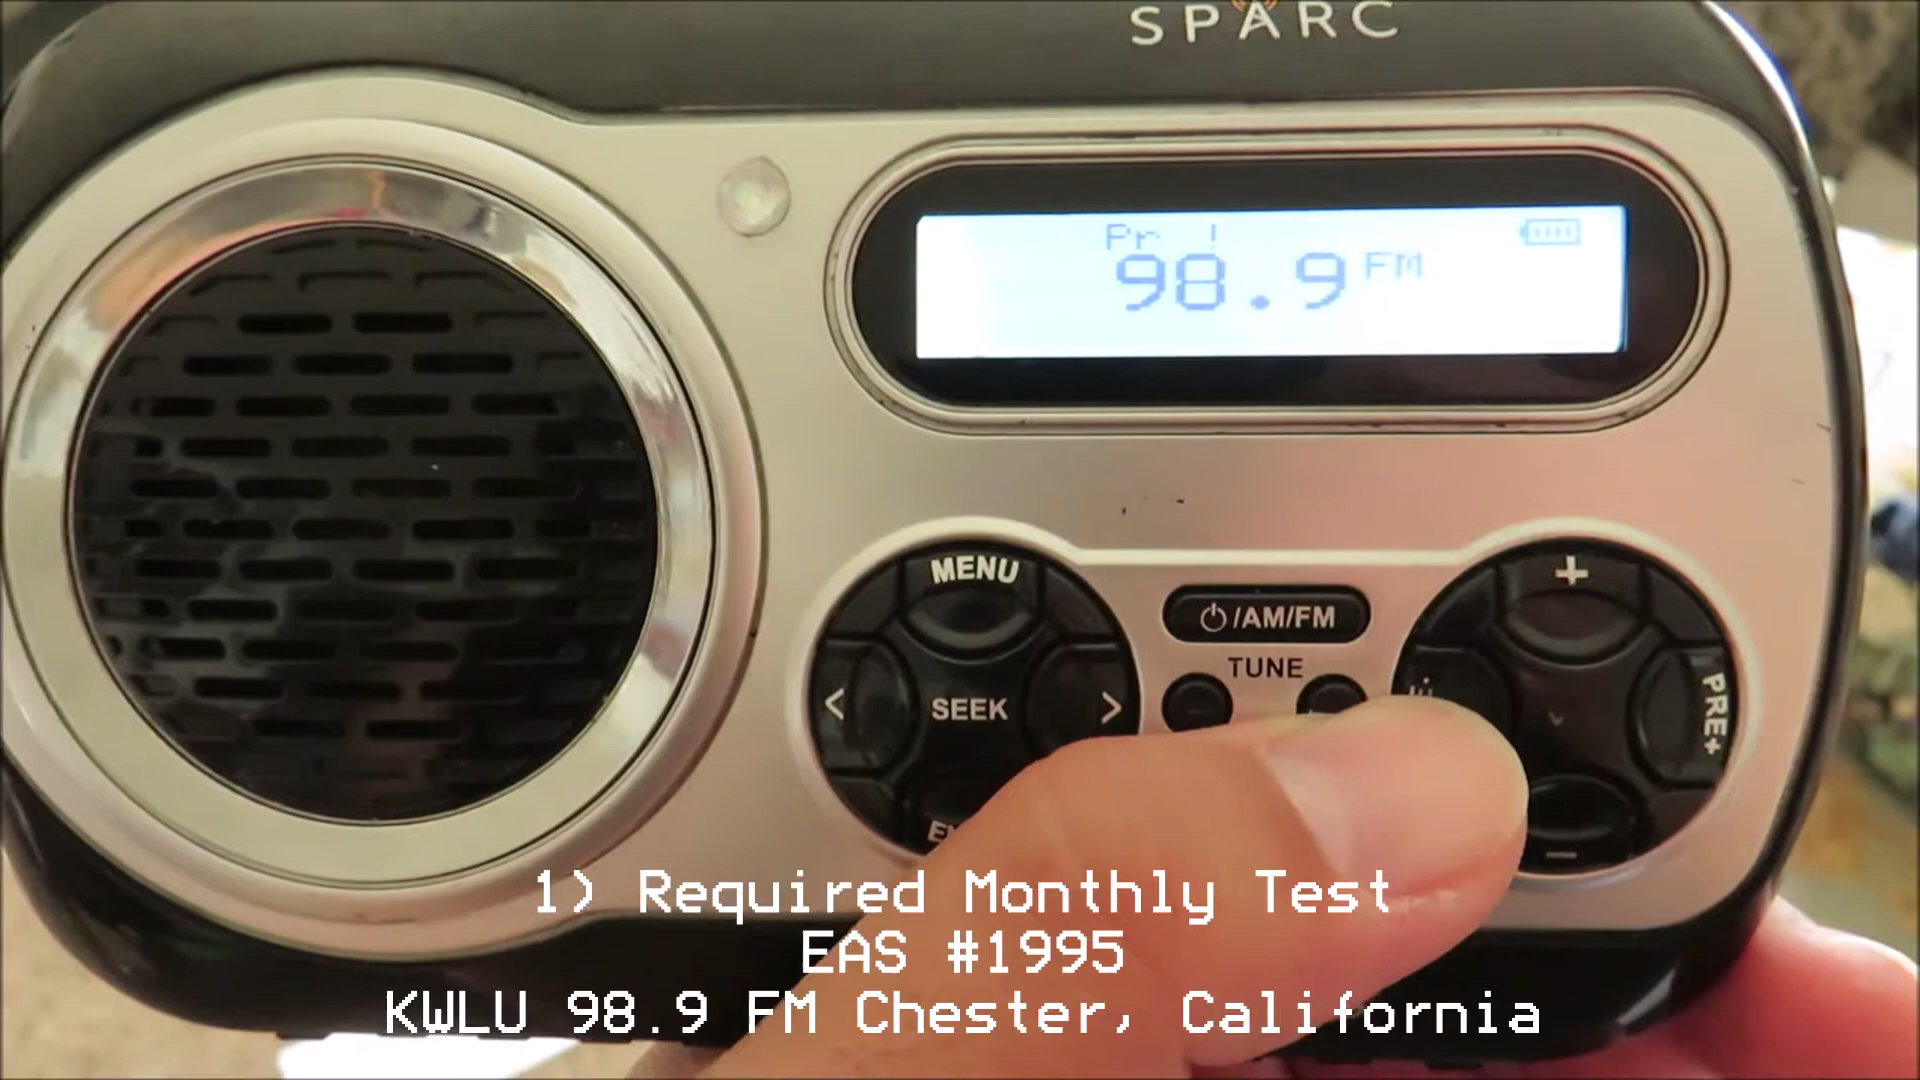 SPARC
Pr !
98.9 FM
MENU
⏻/AM/FM
+
TUNE
<
SEEK
>
PRE+
-
1) Required Monthly Test
EAS #1995
KWLU 98.9 FM Chester, California